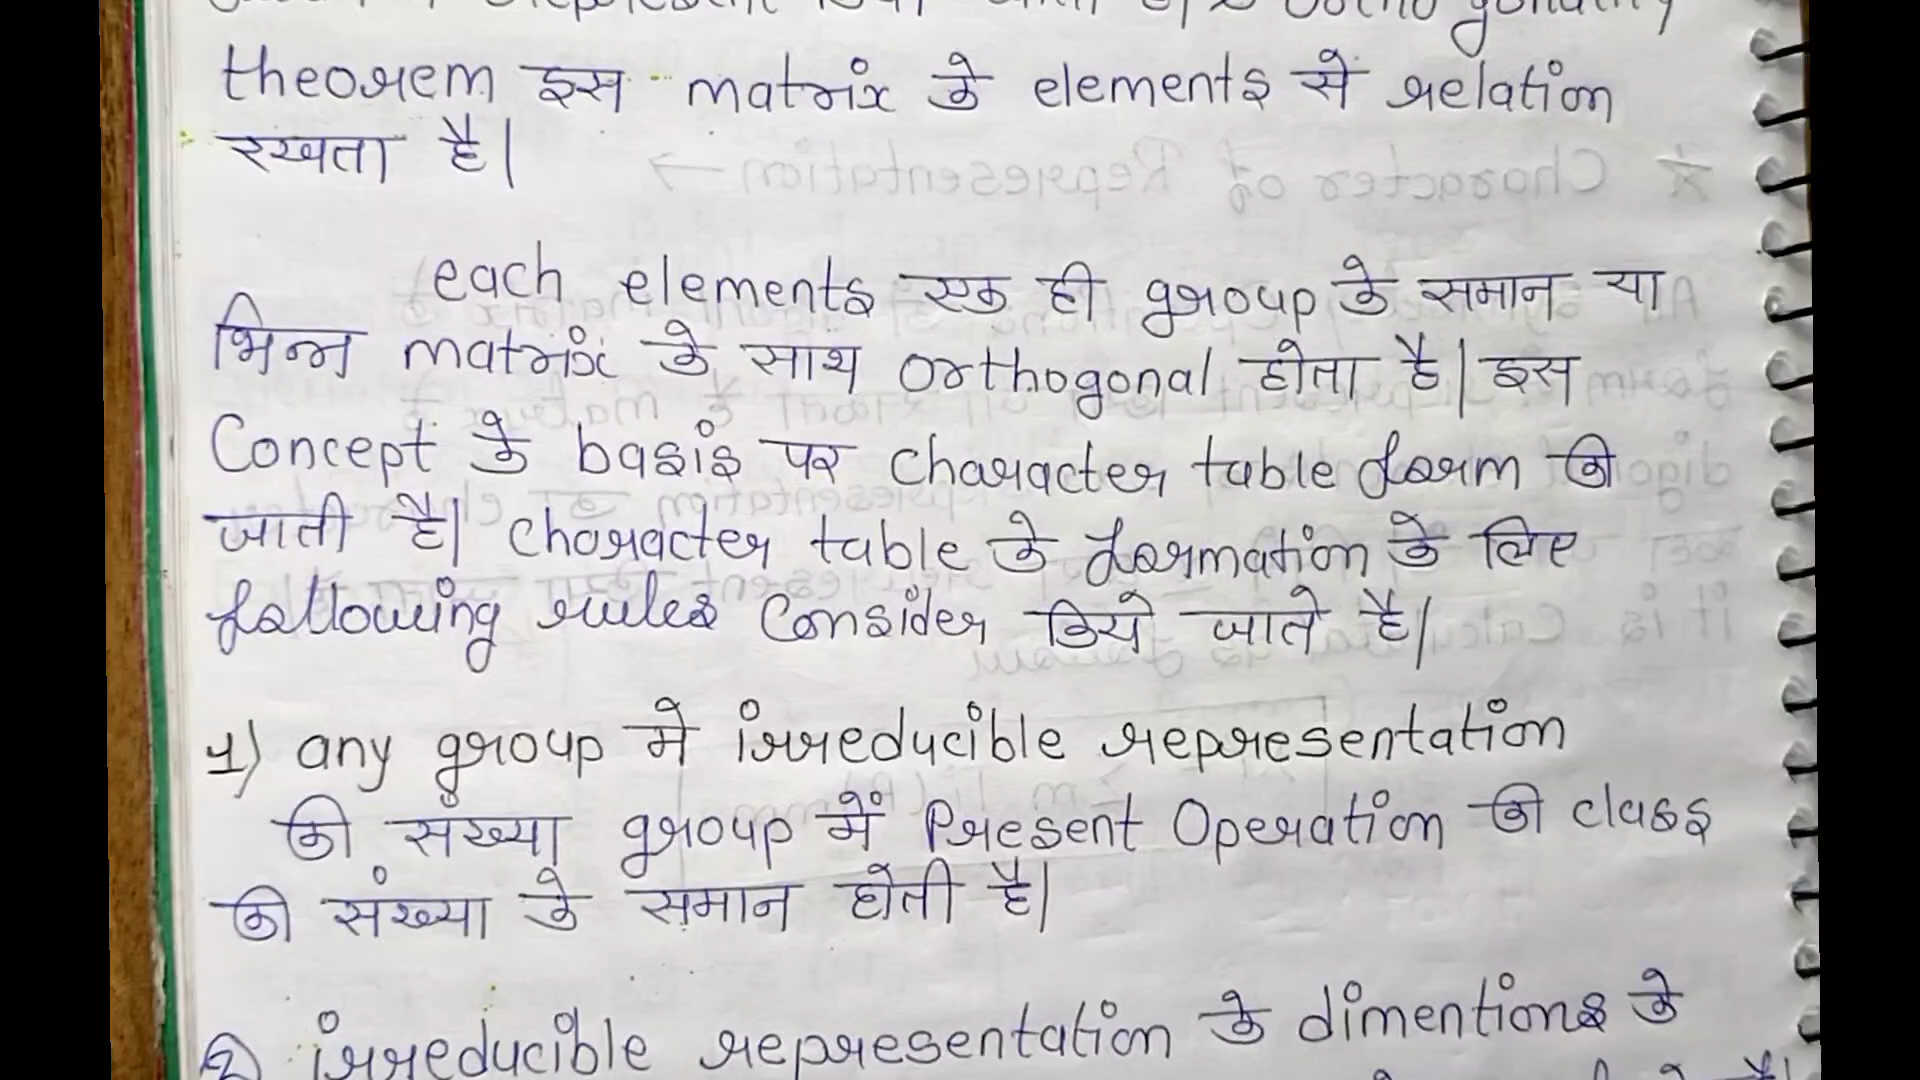 represent
theorem इस matrix के elements से relation
रखता है।
each elements एक ही group के समान या
भिन्न matrix के साथ orthogonal होता है। इस
Concept के basis पर character table form की
जाती है। Character table के formation के लिए
following rules Consider किये जाते है।
1) any group मे irreducible representation
की संख्या group में Present Operation की class
की संख्या के समान होती है।
2) irreducible representation के dimentions के